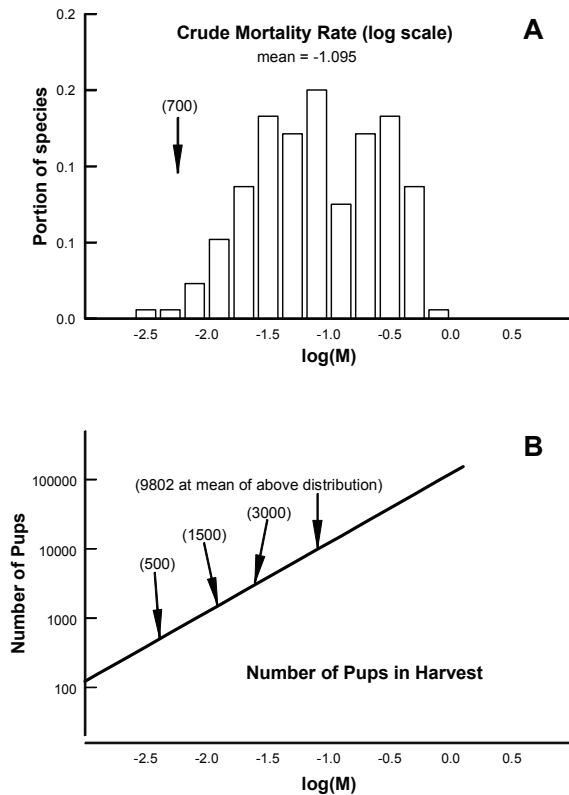 A
Crude Mortality Rate (log scale)
mean = -1.095
(700)
Portion of species
0.2
0.2
0.1
0.1
0.0
-2.5 -2.0 -1.5 -1.0 -0.5 0.0 0.5
log(M)
B
(9802 at mean of above distribution)
(3000)
(1500)
(500)
Number of Pups
100000
10000
1000
100
Number of Pups in Harvest
-2.5 -2.0 -1.5 -1.0 -0.5 0.0 0.5
log(M)